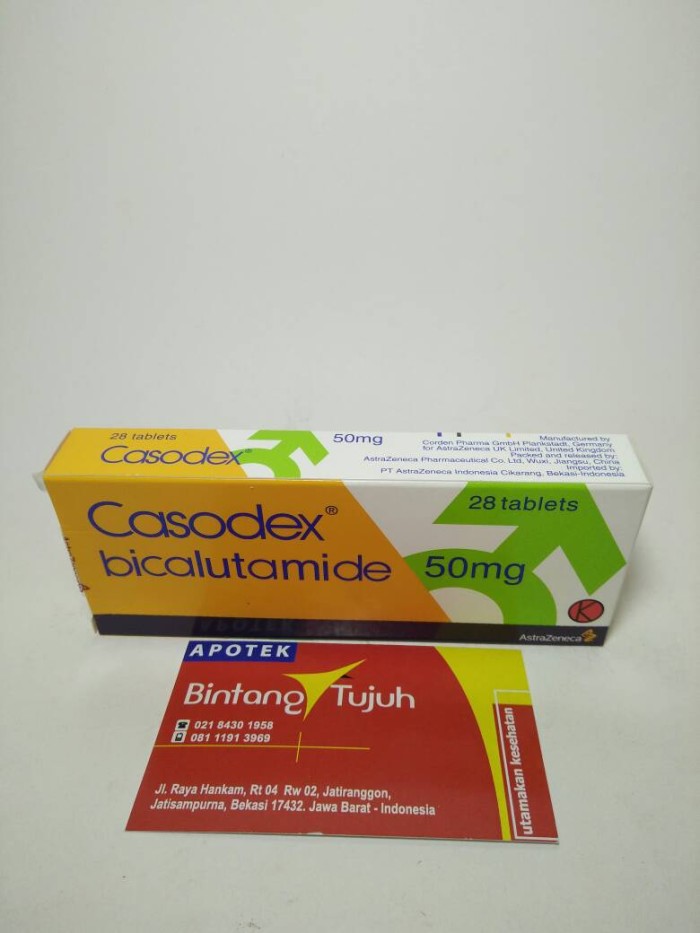 28 tablets
Casodex®
50mg
Manufactured by
Corden Pharma GmbH Plankstadt, Germany
for AstraZeneca UK Limited, United Kingdom
Packed and released by:
AstraZeneca Pharmaceutical Co. Ltd, Wuxi, Jiangsu, China
Imported by:
PT AstraZeneca Indonesia Cikarang, Bekasi-Indonesia
Casodex®
bicalutamide 50mg
28 tablets
K
AstraZeneca
APOTEK
Bintang Tujuh
021 8430 1958
081 1191 3969
Jl. Raya Hankam, Rt 04 Rw 02, Jatiranggon,
Jatisampurna, Bekasi 17432. Jawa Barat - Indonesia
utamakan kesehatan